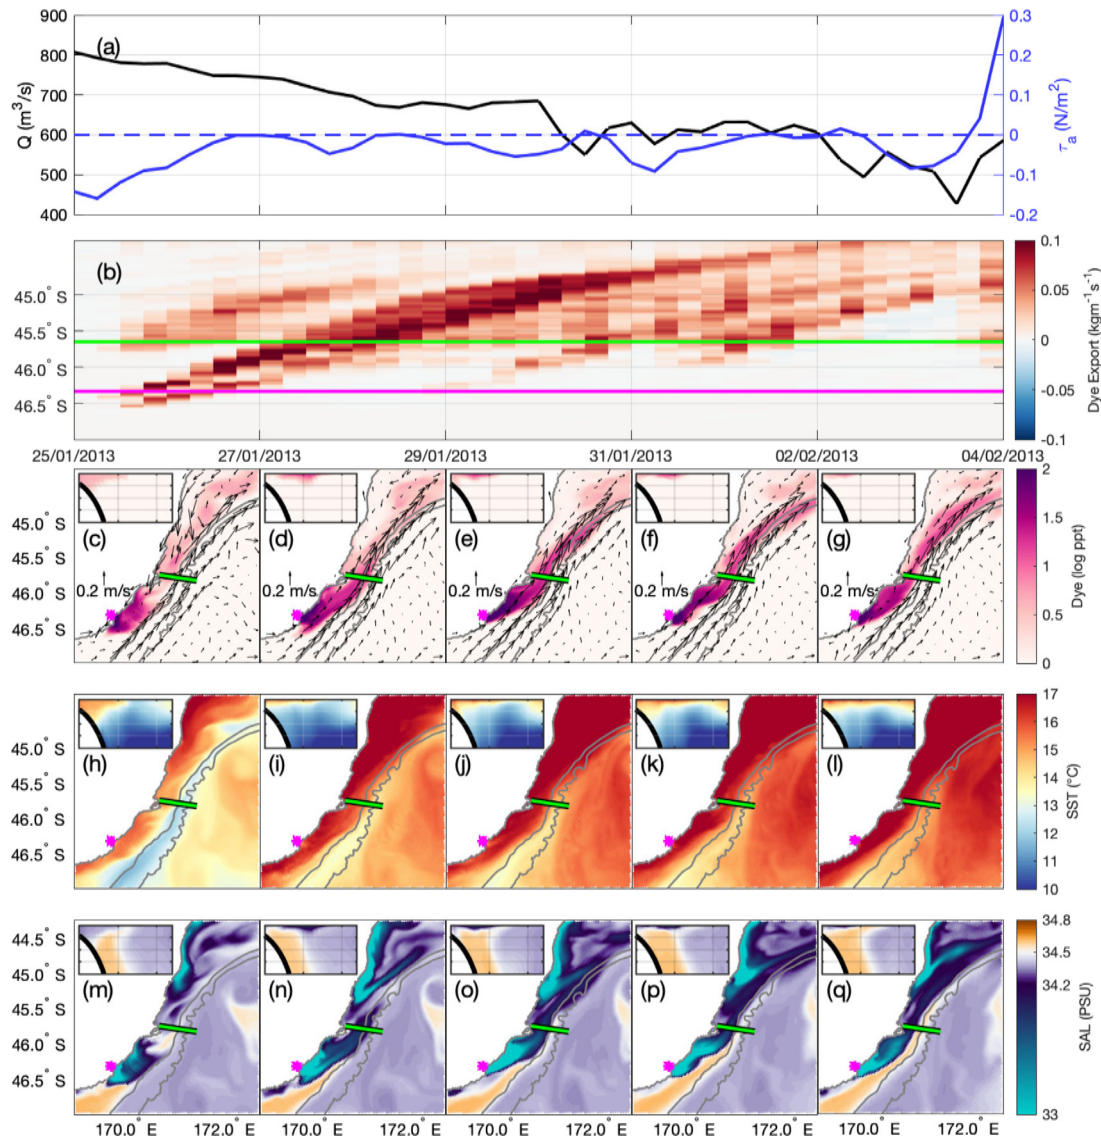 (a)
900
800
700
600
500
400
Q (m³/s)
0.3
0.2
0.1
0
-0.1
-0.2
τₐ (N/m²)
(b)
45.0° S
45.5° S
46.0° S
46.5° S
0.1
0.05
0
-0.05
-0.1
Dye Export (kgm⁻¹s⁻¹)
25/01/2013 27/01/2013 29/01/2013 31/01/2013 02/02/2013 04/02/2013
45.0° S
45.5° S
46.0° S
46.5° S
(c) (d) (e) (f) (g)
0.2 m/s 0.2 m/s 0.2 m/s 0.2 m/s 0.2 m/s
2
1.5
1
0.5
0
Dye (log ppt)
45.0° S
45.5° S
46.0° S
46.5° S
(h) (i) (j) (k) (l)
17
16
15
14
13
12
11
10
SST (°C)
44.5° S
45.0° S
45.5° S
46.0° S
46.5° S
(m) (n) (o) (p) (q)
34.8
34.5
34.2
33
SAL (PSU)
170.0° E 172.0° E 170.0° E 172.0° E 170.0° E 172.0° E 170.0° E 172.0° E 170.0° E 172.0° E